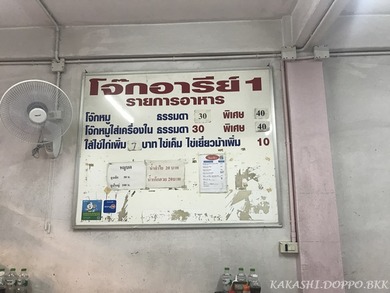 โจ๊กอารีย์ 1
รายการอาหาร
โจ๊กหมู ธรรมดา 30 พิเศษ 40
โจ๊กหมูใส่เครื่องใน ธรรมดา 30 พิเศษ 40
ใส่ไข่ไก่เพิ่ม 7 บาท ไข่เค็ม ไข่เยี่ยวม้าเพิ่ม 10
KAKASHI.DOPPO.BKK